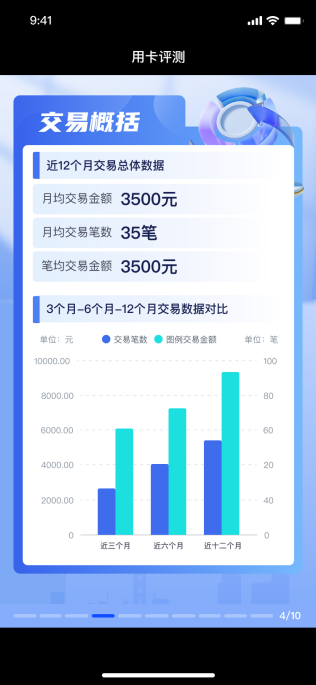 9:41
用卡评测
交易概括
近12个月交易总体数据
月均交易金额 3500元
月均交易笔数 35笔
笔均交易金额 3500元
3个月-6个月-12个月交易数据对比
单位：元 交易笔数 图例交易金额 单位：笔
10000.00 100
8000.00 80
6000.00 60
4000.00 20
2000.00 40
0 0
近三个月 近六个月 近十二个月
4/10